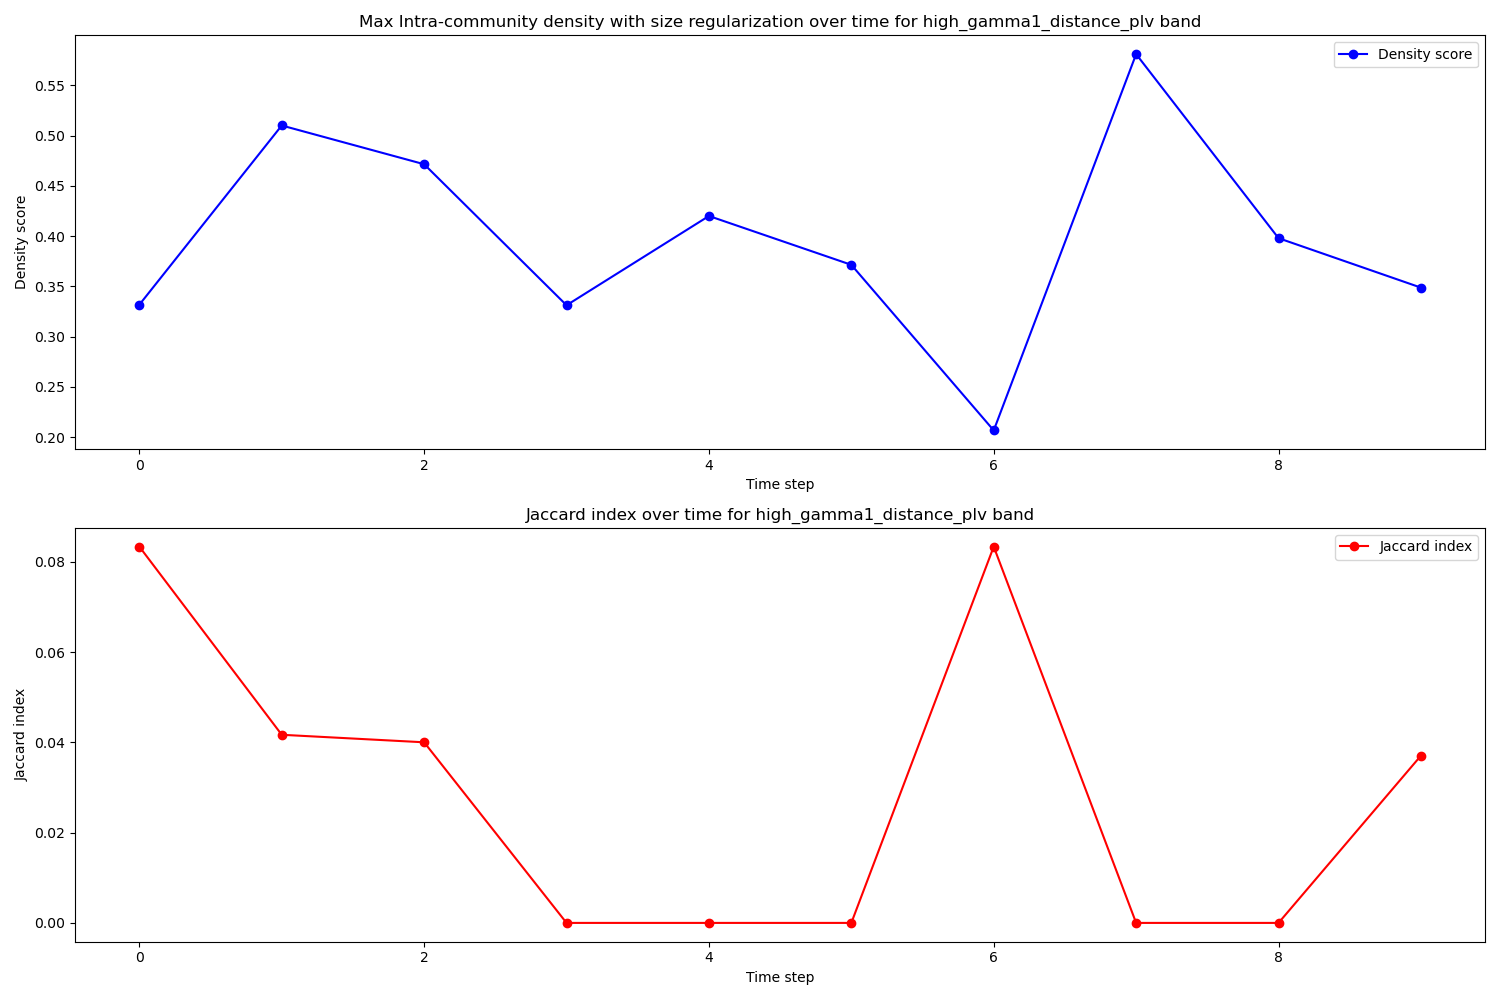 Max Intra-community density with size regularization over time for high_gamma1_distance_plv band
Density score
0.55
0.50
0.45
0.40
0.35
0.30
0.25
0.20
Density score
0 2 4 6 8
Time step
Jaccard index over time for high_gamma1_distance_plv band
Jaccard index
0.08
0.06
0.04
0.02
0.00
Jaccard index
0 2 4 6 8
Time step